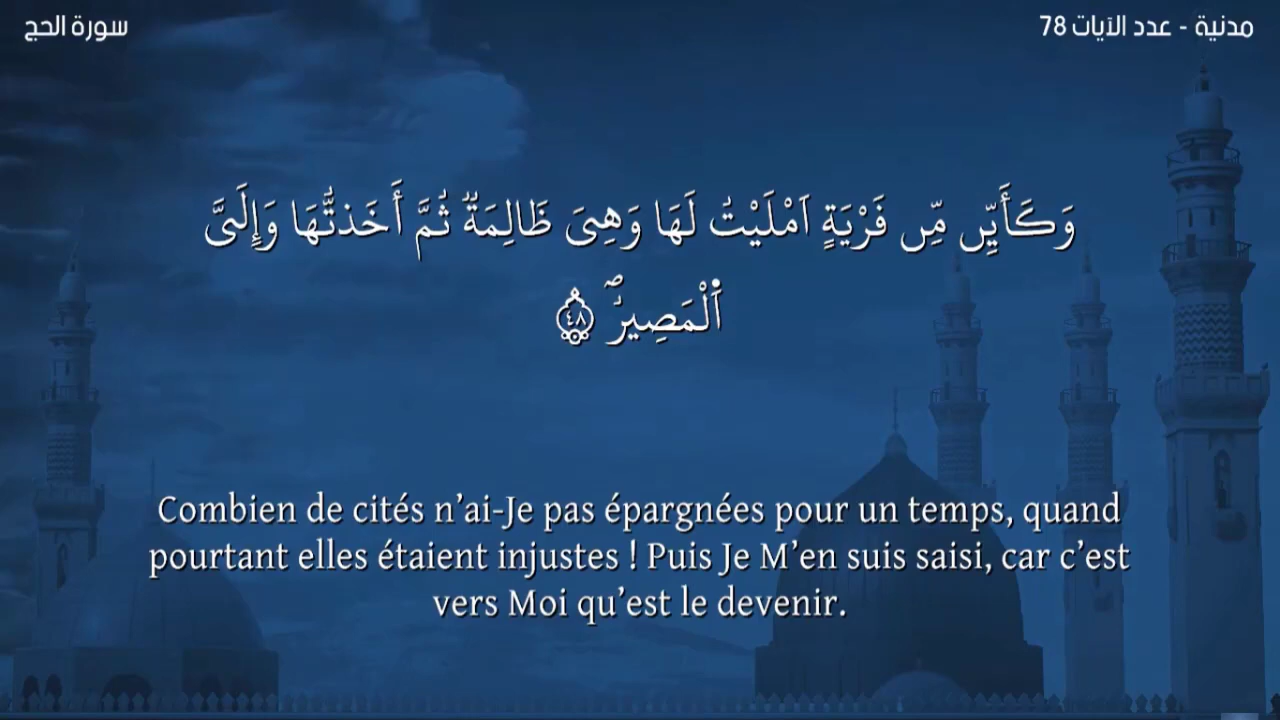 مدنية - عدد الآيات 78
سورة الحج
وَكَأَيِّن مِّن قَرْيَةٍ اَمْلَيْتُ لَهَا وَهِىَ ظَالِمَةٌ ثُمَّ أَخَذتُّهَا وَإِلَىَّ
اَ۬لْمَصِيرُۖ ٤٨
Combien de cités n’ai-Je pas épargnées pour un temps, quand
pourtant elles étaient injustes ! Puis Je M’en suis saisi, car c’est
vers Moi qu’est le devenir.